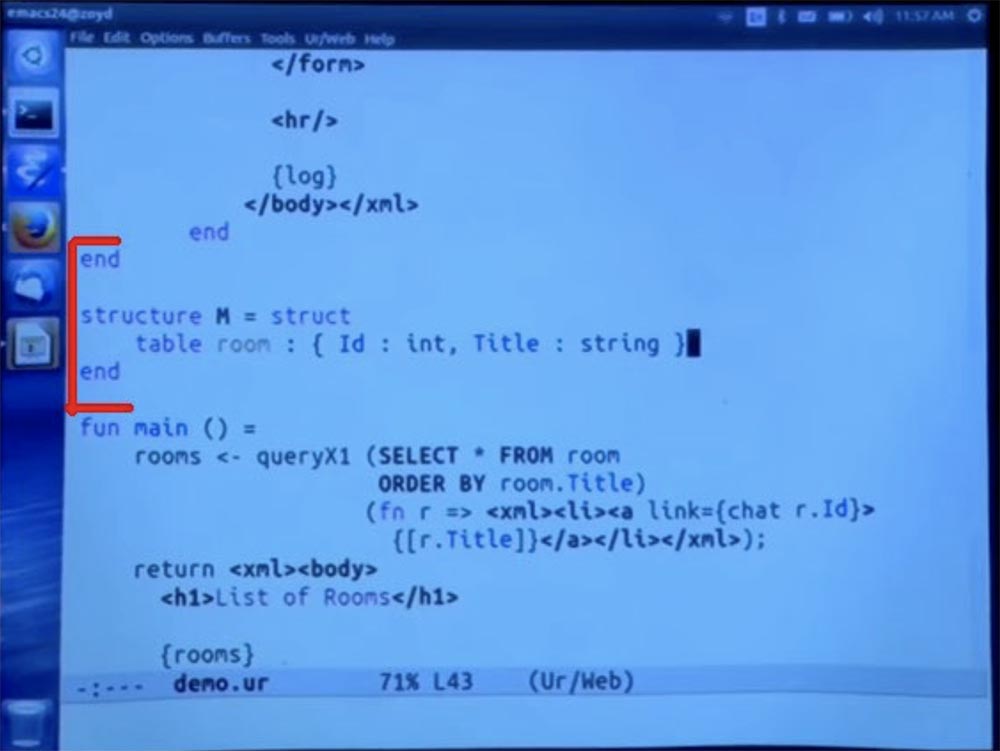 emacs24@zoyd
11:57 AM
File Edit Options Buffers Tools Ur/Web Help
</form>
<hr/>
{log}
</body></xml>
end
end
structure M = struct
table room : { Id : int, Title : string }
end
fun main () =
rooms <- queryX1 (SELECT * FROM room
ORDER BY room.Title)
(fn r => <xml><li><a link={chat r.Id}>
{[r.Title]}</a></li></xml>);
return <xml><body>
<h1>List of Rooms</h1>
{rooms}
-:--- demo.ur 71% L43 (Ur/Web)